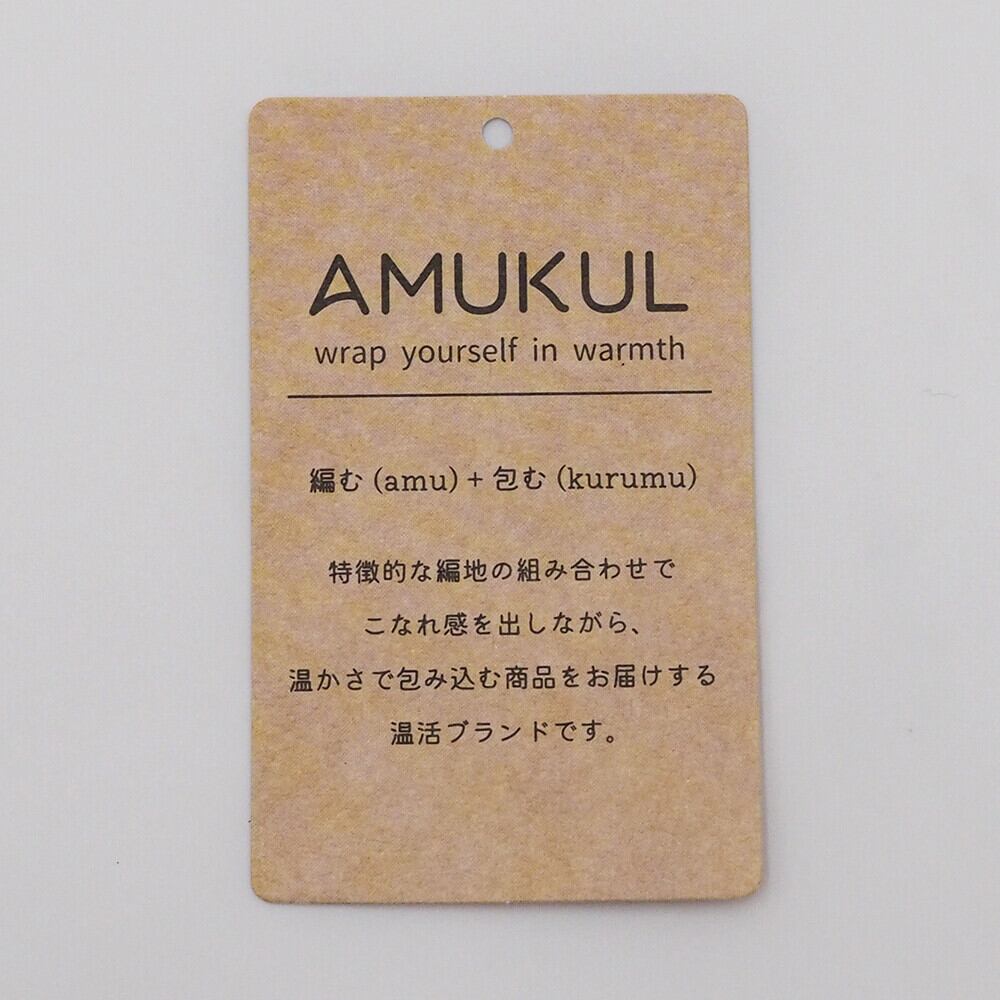 AMUKUL
wrap yourself in warmth
編む (amu) + 包む (kurumu)
特徴的な編地の組み合わせで
こなれ感を出しながら、
温かさで包み込む商品をお届けする
温活ブランドです。